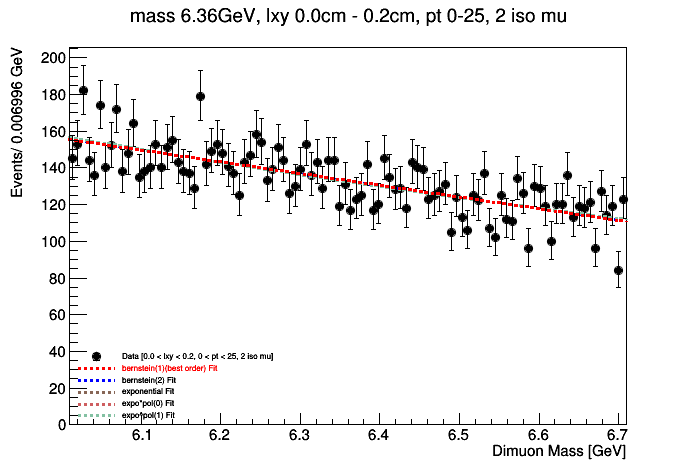 mass 6.36GeV, lxy 0.0cm - 0.2cm, pt 0-25, 2 iso mu
Events/ 0.006996 GeV
200
180
160
140
120
100
80
60
40
20
0
Data [0.0 < lxy < 0.2, 0 < pt < 25, 2 iso mu]
bernstein(1)(best order) Fit
bernstein(2) Fit
exponential Fit
expo*pol(0) Fit
expo*pol(1) Fit
6.1 6.2 6.3 6.4 6.5 6.6 6.7
Dimuon Mass [GeV]